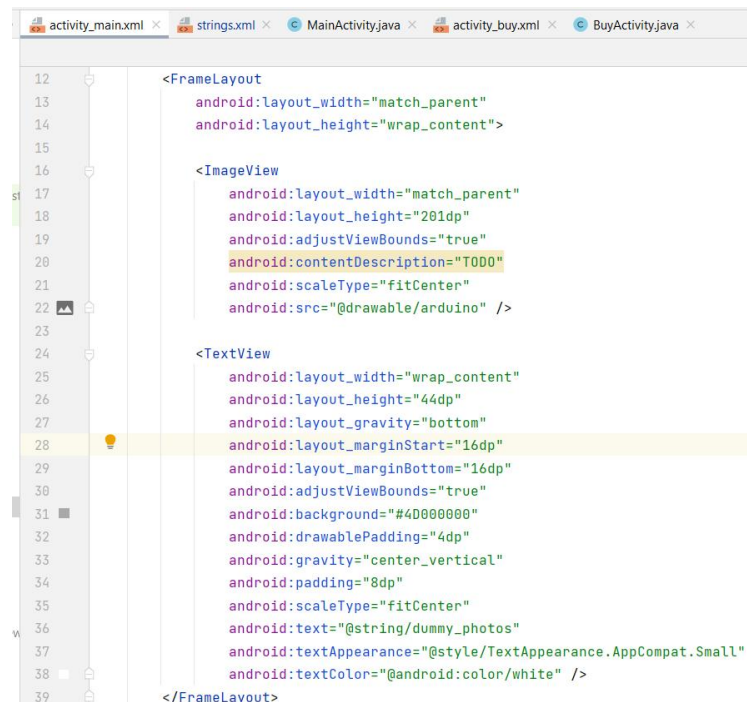 activity_main.xml × strings.xml × MainActivity.java × activity_buy.xml × BuyActivity.java ×
12 <FrameLayout
13 android:layout_width="match_parent"
14 android:layout_height="wrap_content">
15
16 <ImageView
17 android:layout_width="match_parent"
18 android:layout_height="201dp"
19 android:adjustViewBounds="true"
20 android:contentDescription="TODO"
21 android:scaleType="fitCenter"
22 android:src="@drawable/arduino" />
23
24 <TextView
25 android:layout_width="wrap_content"
26 android:layout_height="44dp"
27 android:layout_gravity="bottom"
28 android:layout_marginStart="16dp"
29 android:layout_marginBottom="16dp"
30 android:adjustViewBounds="true"
31 android:background="#4D000000"
32 android:drawablePadding="4dp"
33 android:gravity="center_vertical"
34 android:padding="8dp"
35 android:scaleType="fitCenter"
36 android:text="@string/dummy_photos"
37 android:textAppearance="@style/TextAppearance.AppCompat.Small"
38 android:textColor="@android:color/white" />
39 </FrameLayout>